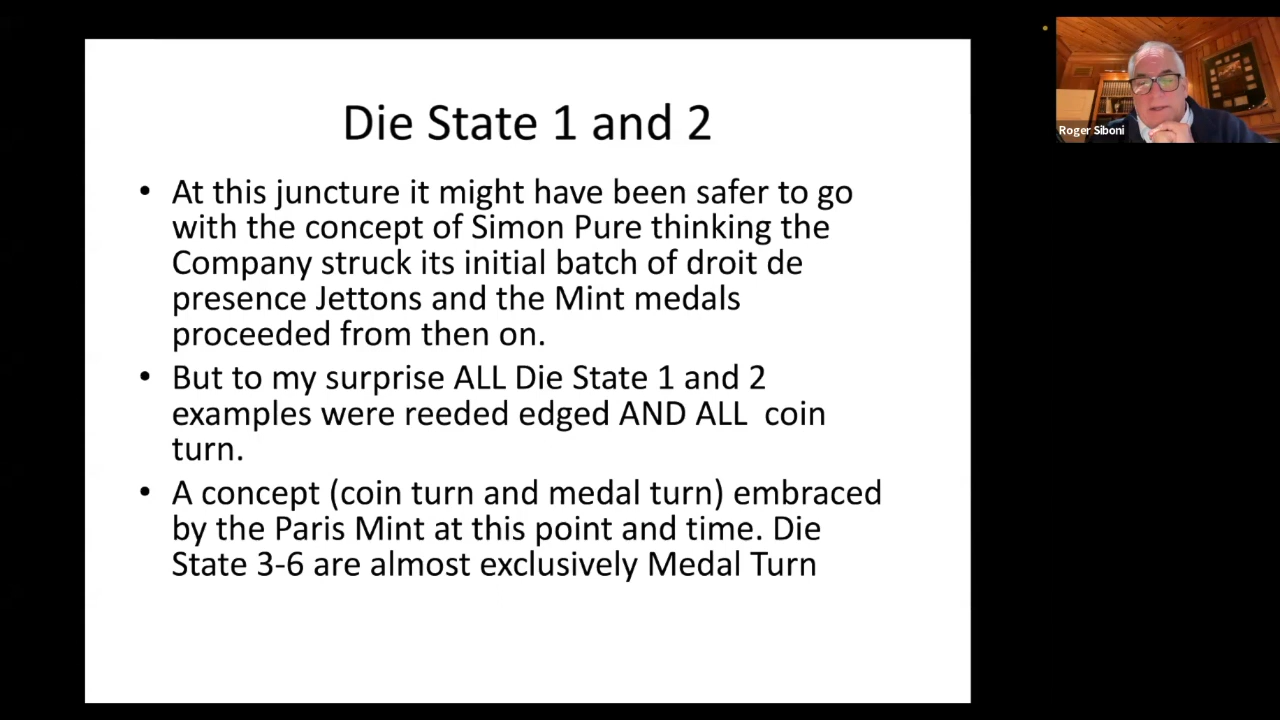 Die State 1 and 2
• At this juncture it might have been safer to go
with the concept of Simon Pure thinking the
Company struck its initial batch of droit de
presence Jettons and the Mint medals
proceeded from then on.
• But to my surprise ALL Die State 1 and 2
examples were reeded edged AND ALL  coin
turn.
• A concept (coin turn and medal turn) embraced
by the Paris Mint at this point and time. Die
State 3-6 are almost exclusively Medal Turn
Roger Siboni